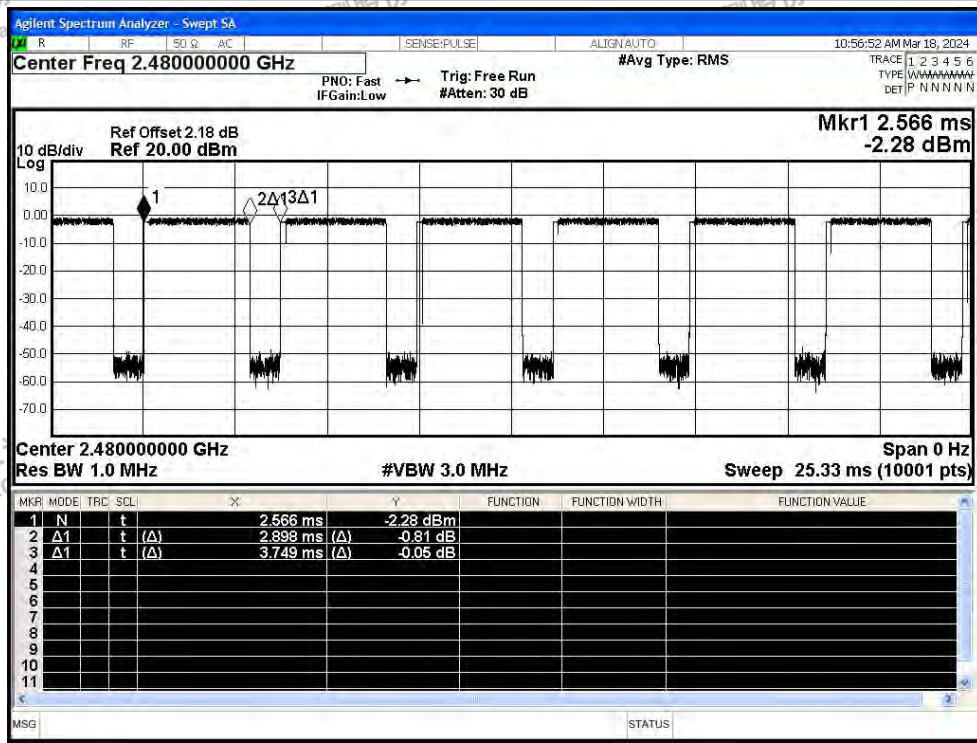 Agilent Spectrum Analyzer - Swept SA
R RF 50 Ω AC SENSE:PULSE ALIGN AUTO 10:56:52 AM Mar 18, 2024
Center Freq 2.480000000 GHz
PNO: Fast
IFGain:Low
Trig: Free Run
#Atten: 30 dB
#Avg Type: RMS
TRACE 1 2 3 4 5 6
TYPE WWWWWWW
DET P N N N N N
Mkr1 2.566 ms
-2.28 dBm
Ref Offset 2.18 dB
10 dB/div Ref 20.00 dBm
Log
10.0
0.00
-10.0
-20.0
-30.0
-40.0
-50.0
-60.0
-70.0
1
2Δ1
3Δ1
Center 2.480000000 GHz Span 0 Hz
Res BW 1.0 MHz #VBW 3.0 MHz Sweep 25.33 ms (10001 pts)
MKR MODE TRC SCL X Y FUNCTION FUNCTION WIDTH FUNCTION VALUE
1 N t 2.566 ms -2.28 dBm
2 Δ1 t (Δ) 2.898 ms (Δ) -0.81 dB
3 Δ1 t (Δ) 3.749 ms (Δ) -0.05 dB
4
5
6
7
8
9
10
11
MSG STATUS